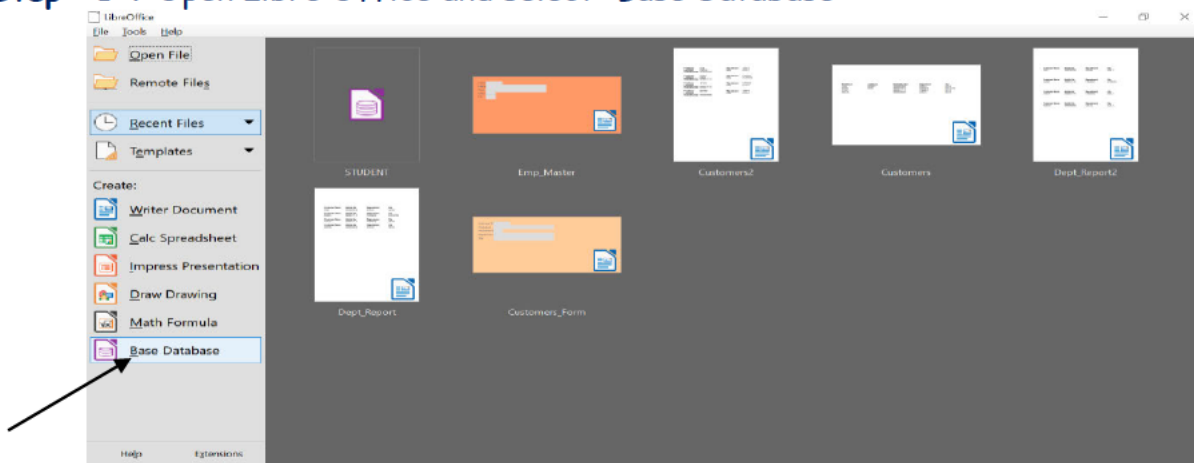 LibreOffice
File Tools Help
Open File
Remote Files
Recent Files
Templates
Create:
Writer Document
Calc Spreadsheet
Impress Presentation
Draw Drawing
Math Formula
Base Database
Help Extensions
STUDENT Emp_Master Customers2 Customers Dept_Report2
Dept_Report Customers_Form